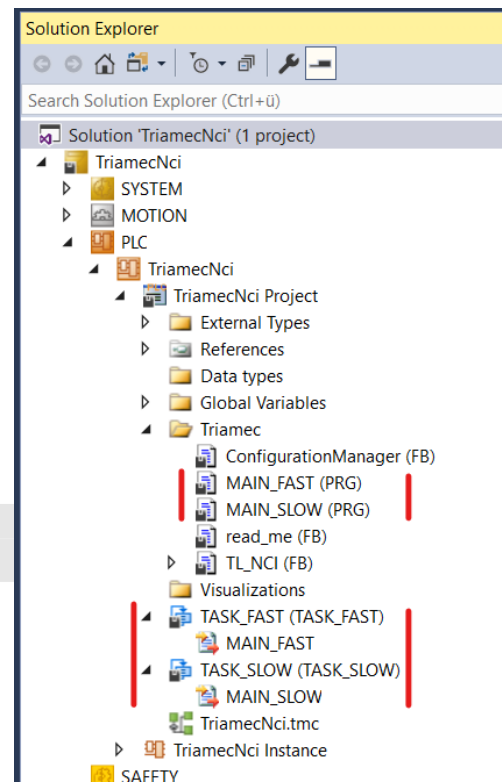 Solution Explorer
Search Solution Explorer (Ctrl+ü)
Solution 'TriamecNci' (1 project)
TriamecNci
SYSTEM
MOTION
PLC
TriamecNci
TriamecNci Project
External Types
References
Data types
Global Variables
Triamec
ConfigurationManager (FB)
MAIN_FAST (PRG)
MAIN_SLOW (PRG)
read_me (FB)
TL_NCI (FB)
Visualizations
TASK_FAST (TASK_FAST)
MAIN_FAST
TASK_SLOW (TASK_SLOW)
MAIN_SLOW
TriamecNci.tmc
TriamecNci Instance
SAFETY